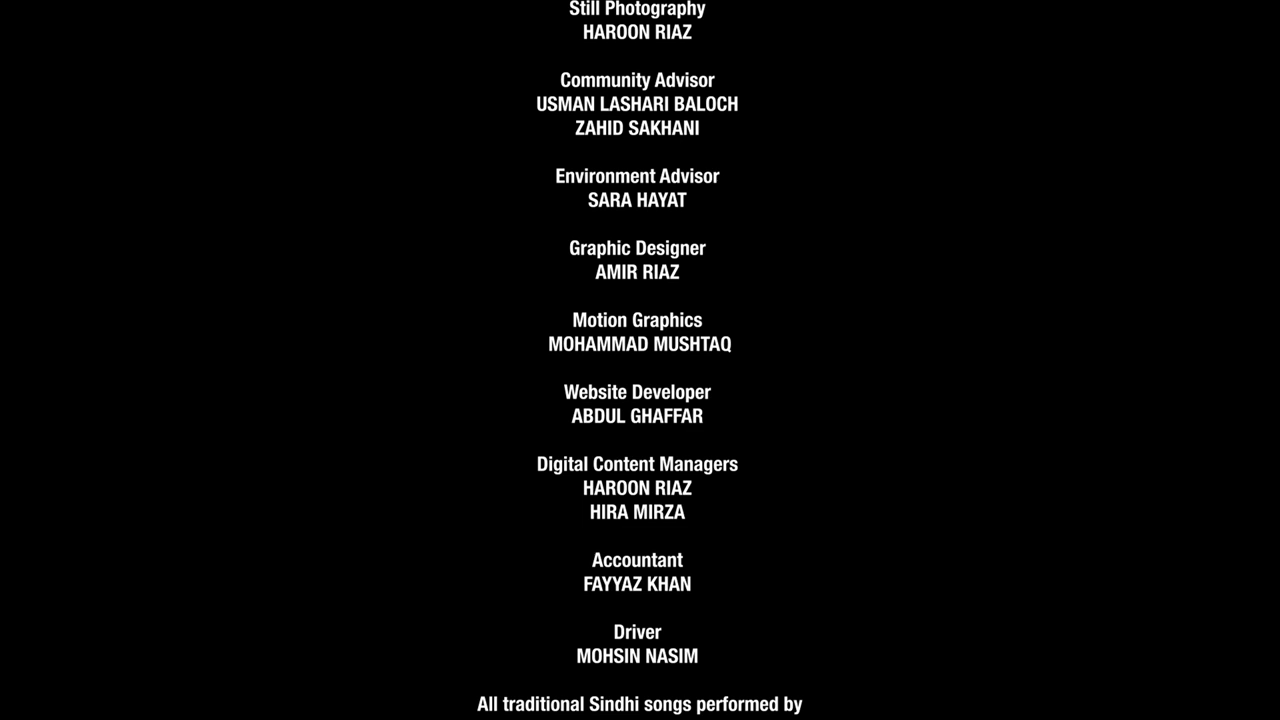 Still Photography
HAROON RIAZ
Community Advisor
USMAN LASHARI BALOCH
ZAHID SAKHANI
Environment Advisor
SARA HAYAT
Graphic Designer
AMIR RIAZ
Motion Graphics
MOHAMMAD MUSHTAQ
Website Developer
ABDUL GHAFFAR
Digital Content Managers
HAROON RIAZ
HIRA MIRZA
Accountant
FAYYAZ KHAN
Driver
MOHSIN NASIM
All traditional Sindhi songs performed by